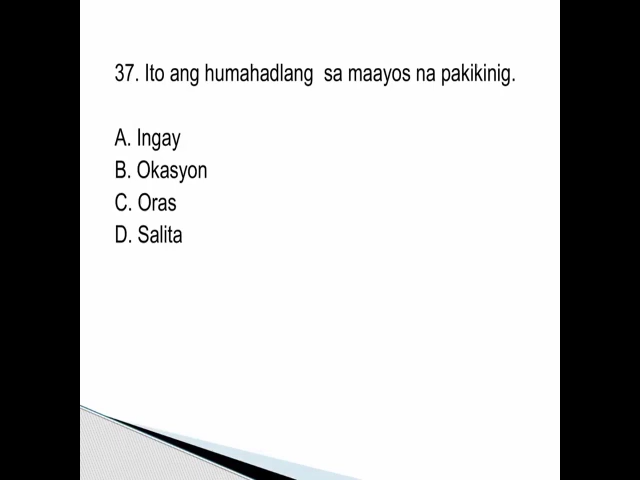 37. Ito ang humahadlang  sa maayos na pakikinig.
A. Ingay
B. Okasyon
C. Oras
D. Salita